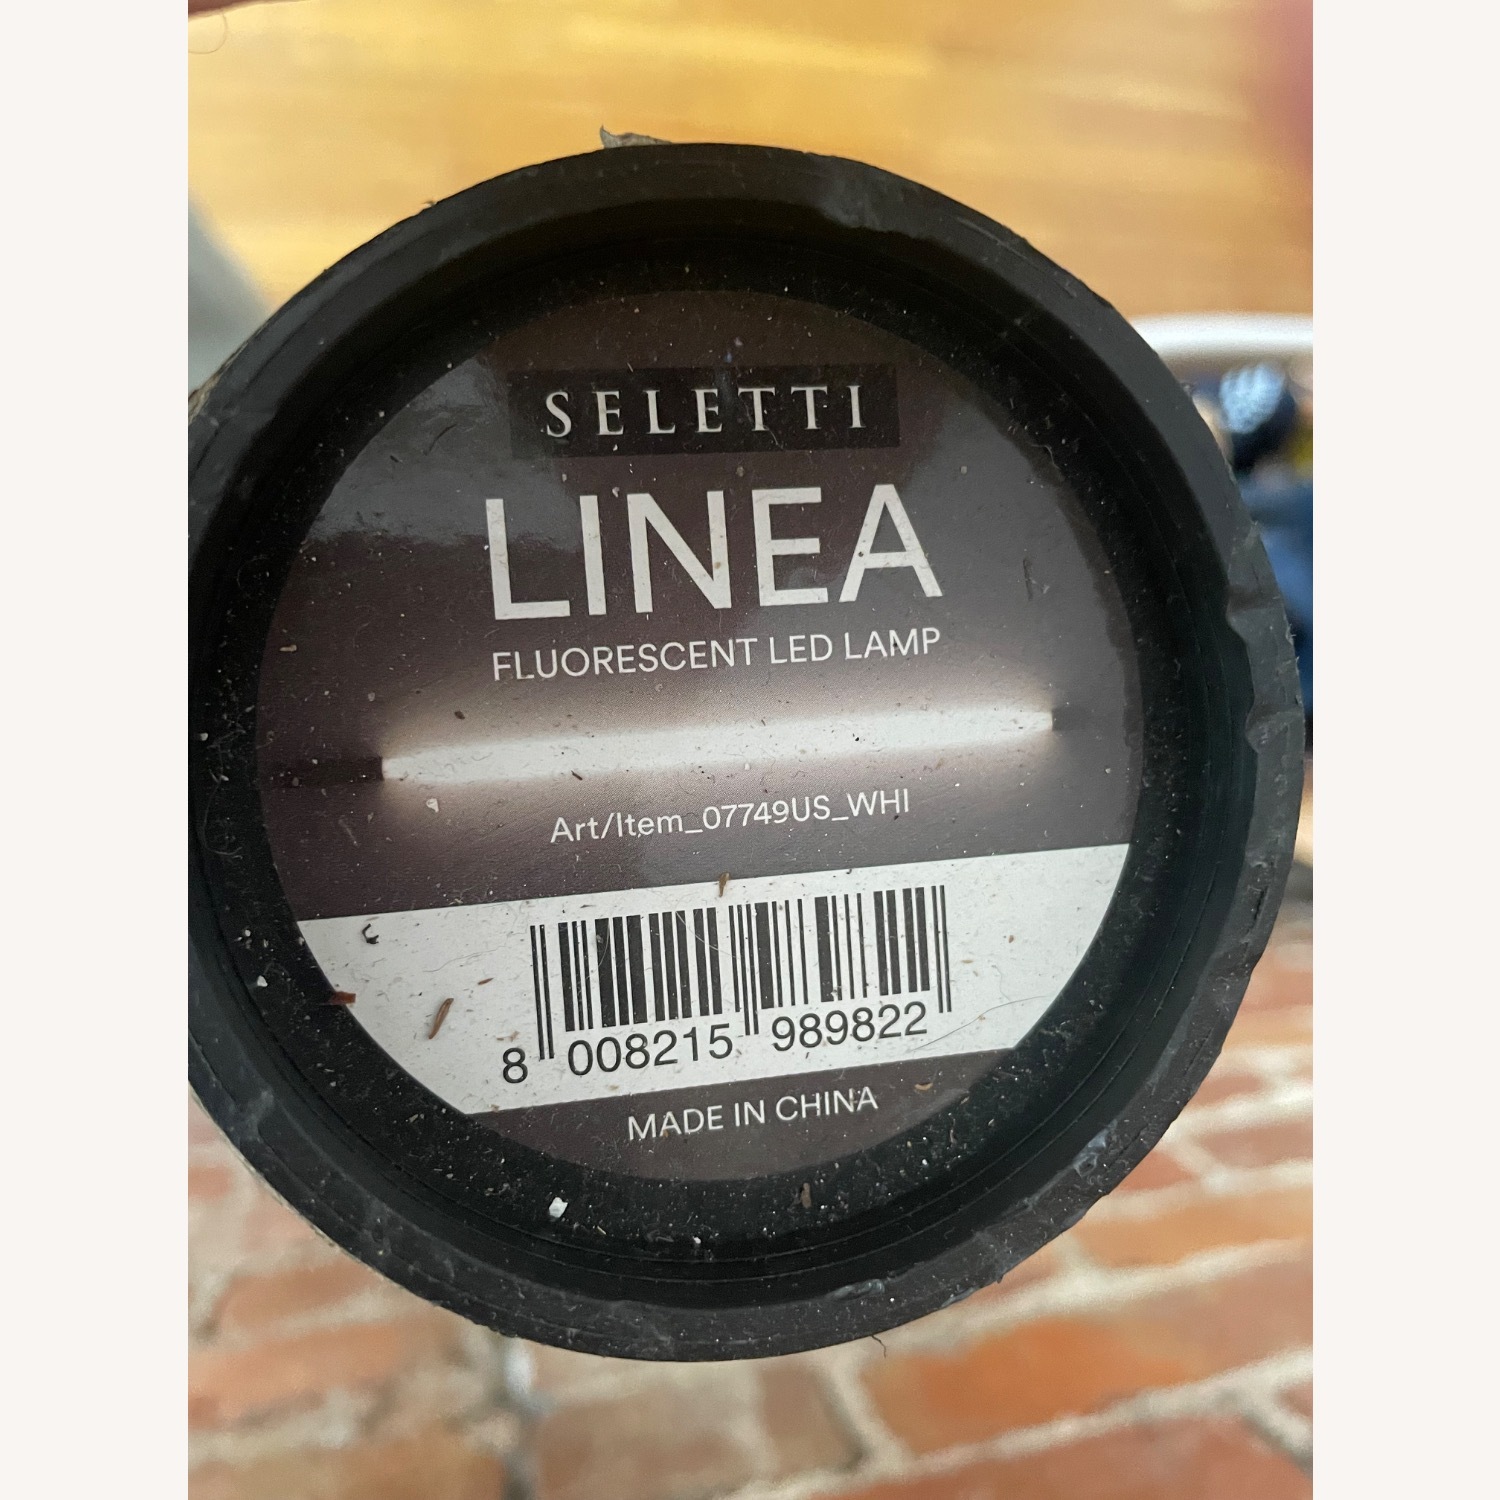 SELETTI
LINEA
FLUORESCENT LED LAMP
Art/Item_07749US_WHI
8 008215 989822
MADE IN CHINA